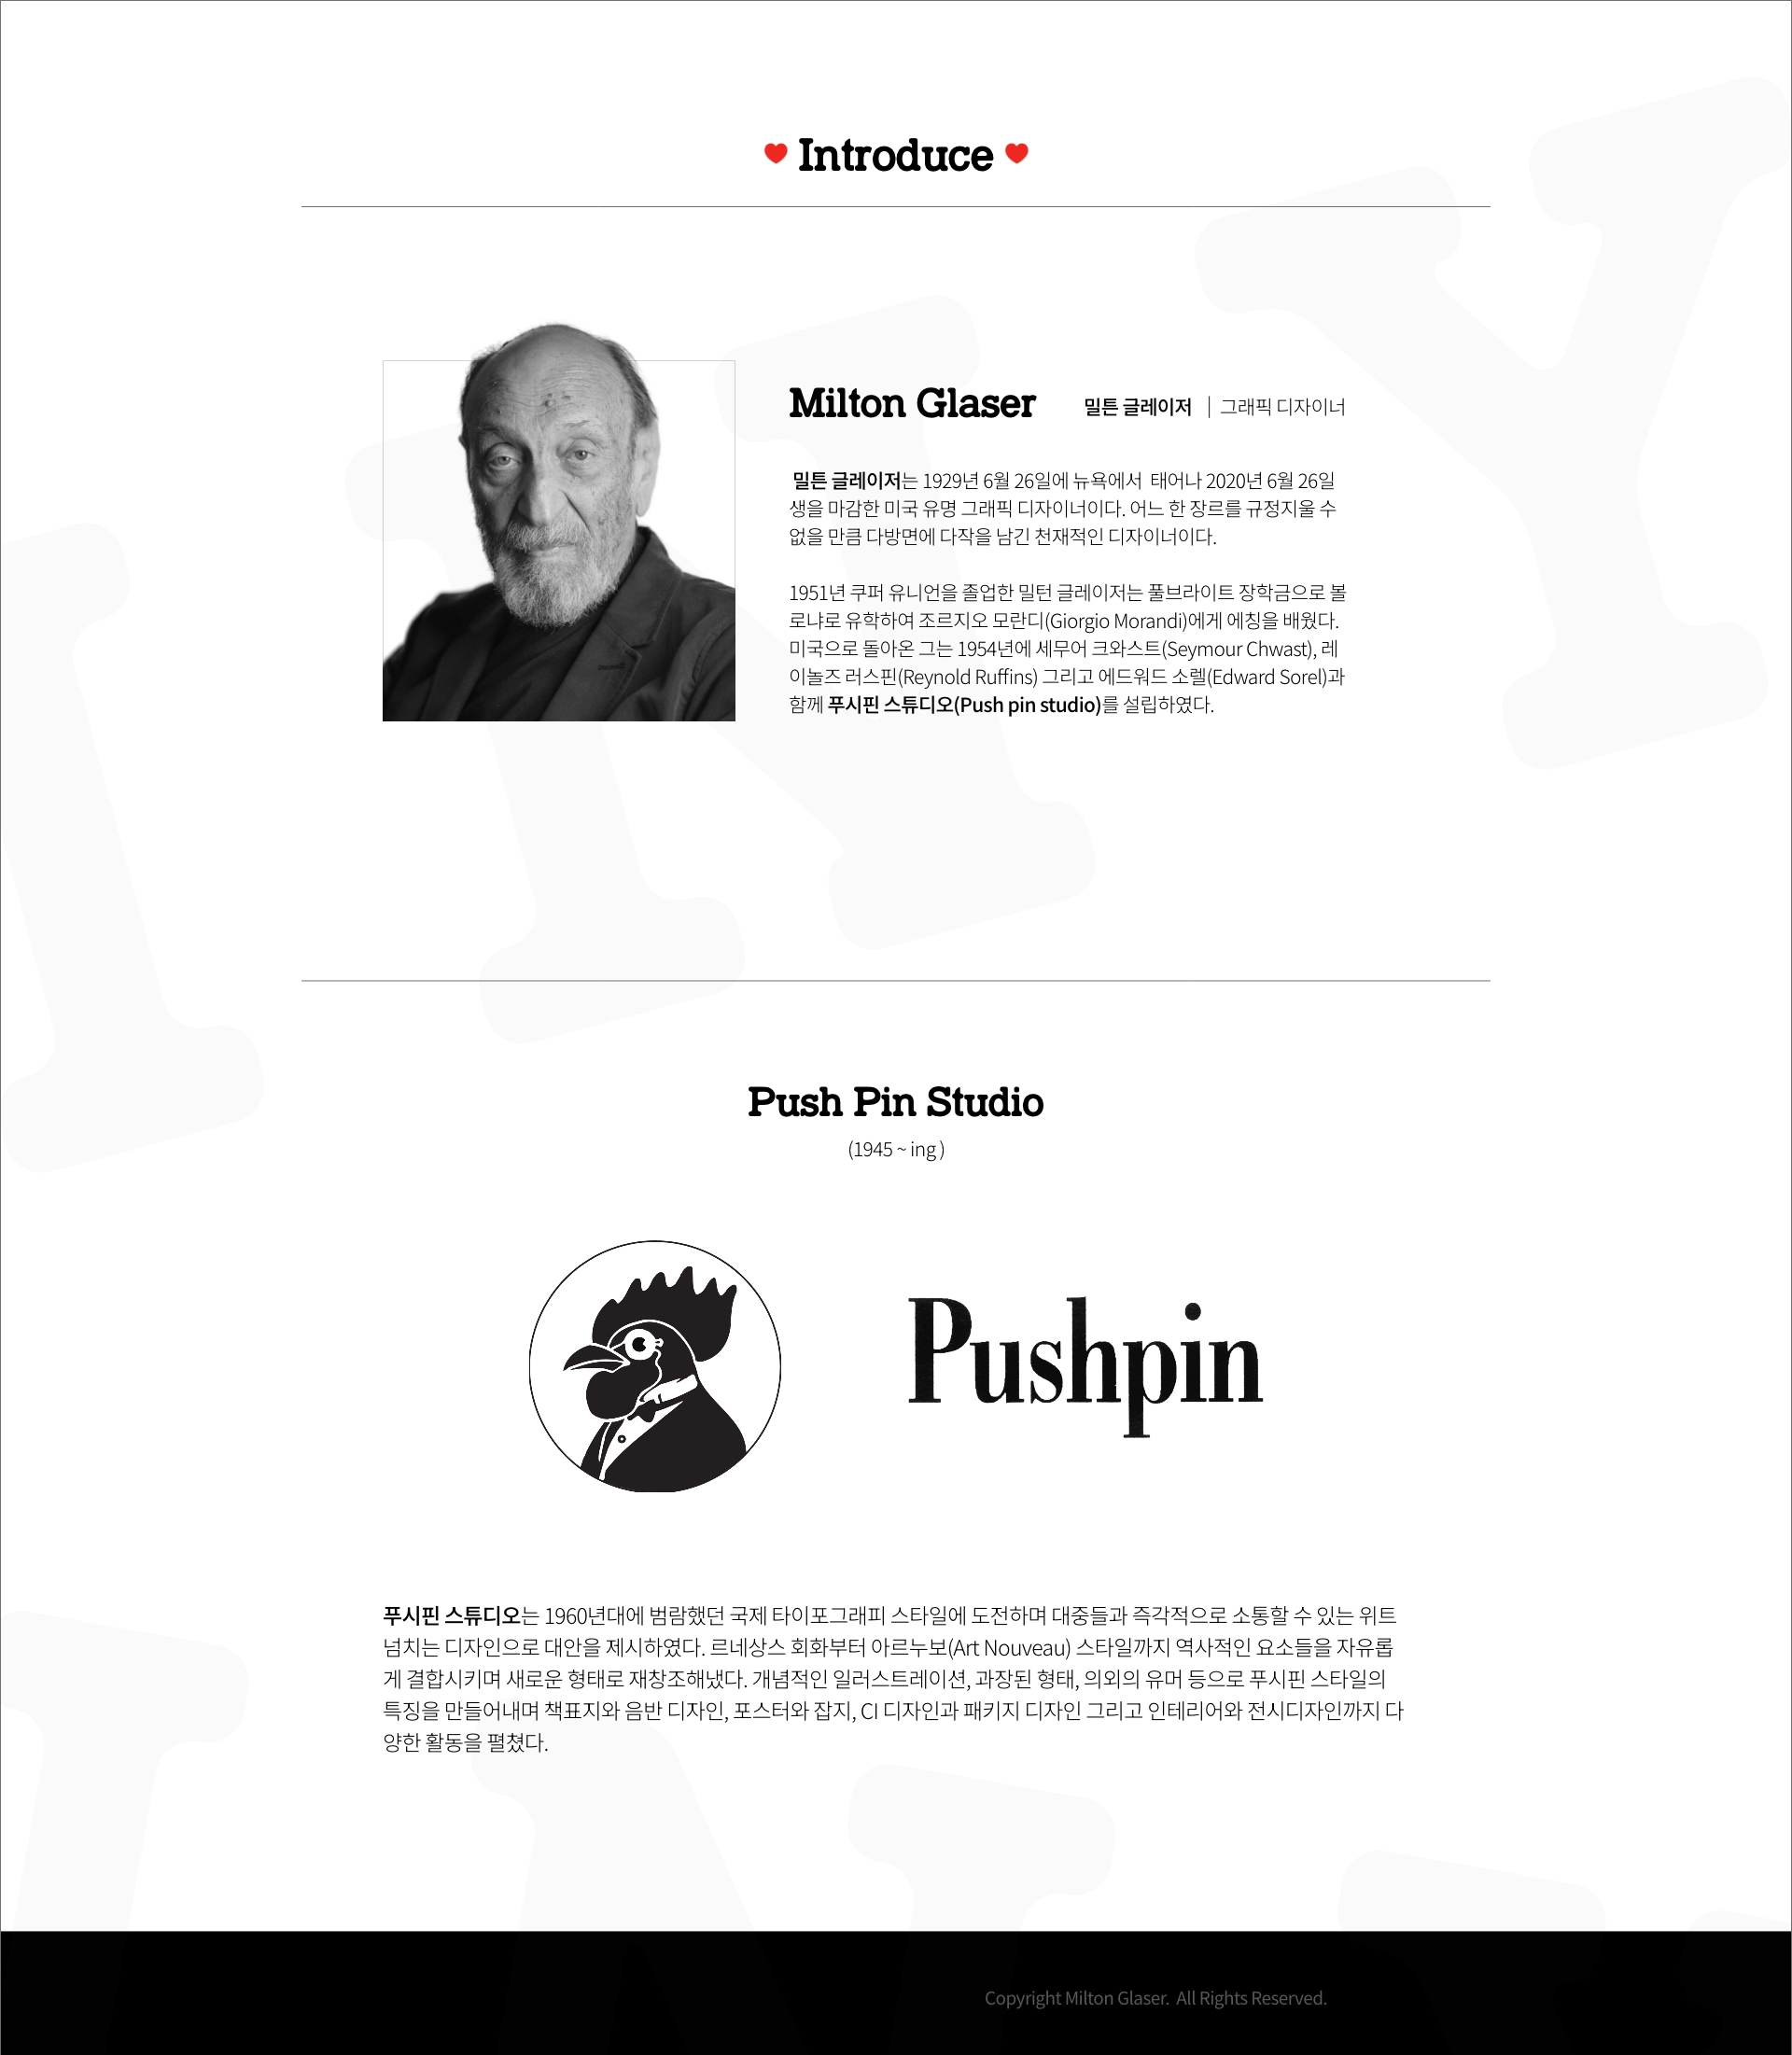 Introduce
Milton Glaser 밀튼 글레이저 | 그래픽 디자이너
밀튼 글레이저는 1929년 6월 26일에 뉴욕에서 태어나 2020년 6월 26일
생을 마감한 미국 유명 그래픽 디자이너이다. 어느 한 장르를 규정지울 수
없을 만큼 다방면에 다작을 남긴 천재적인 디자이너이다.
1951년 쿠퍼 유니언을 졸업한 밀턴 글레이저는 풀브라이트 장학금으로 볼
로냐로 유학하여 조르지오 모란디(Giorgio Morandi)에게 에칭을 배웠다.
미국으로 돌아온 그는 1954년에 세무어 크와스트(Seymour Chwast), 레
이놀즈 러스핀(Reynold Ruffins) 그리고 에드워드 소렐(Edward Sorel)과
함께 푸시핀 스튜디오(Push pin studio)를 설립하였다.
Push Pin Studio
(1945 ~ ing )
Pushpin
푸시핀 스튜디오는 1960년대에 범람했던 국제 타이포그래피 스타일에 도전하며 대중들과 즉각적으로 소통할 수 있는 위트
넘치는 디자인으로 대안을 제시하였다. 르네상스 회화부터 아르누보(Art Nouveau) 스타일까지 역사적인 요소들을 자유롭
게 결합시키며 새로운 형태로 재창조해냈다. 개념적인 일러스트레이션, 과장된 형태, 의외의 유머 등으로 푸시핀 스타일의
특징을 만들어내며 책표지와 음반 디자인, 포스터와 잡지, CI 디자인과 패키지 디자인 그리고 인테리어와 전시디자인까지 다
양한 활동을 펼쳤다.
Copyright Milton Glaser. All Rights Reserved.
I N Y